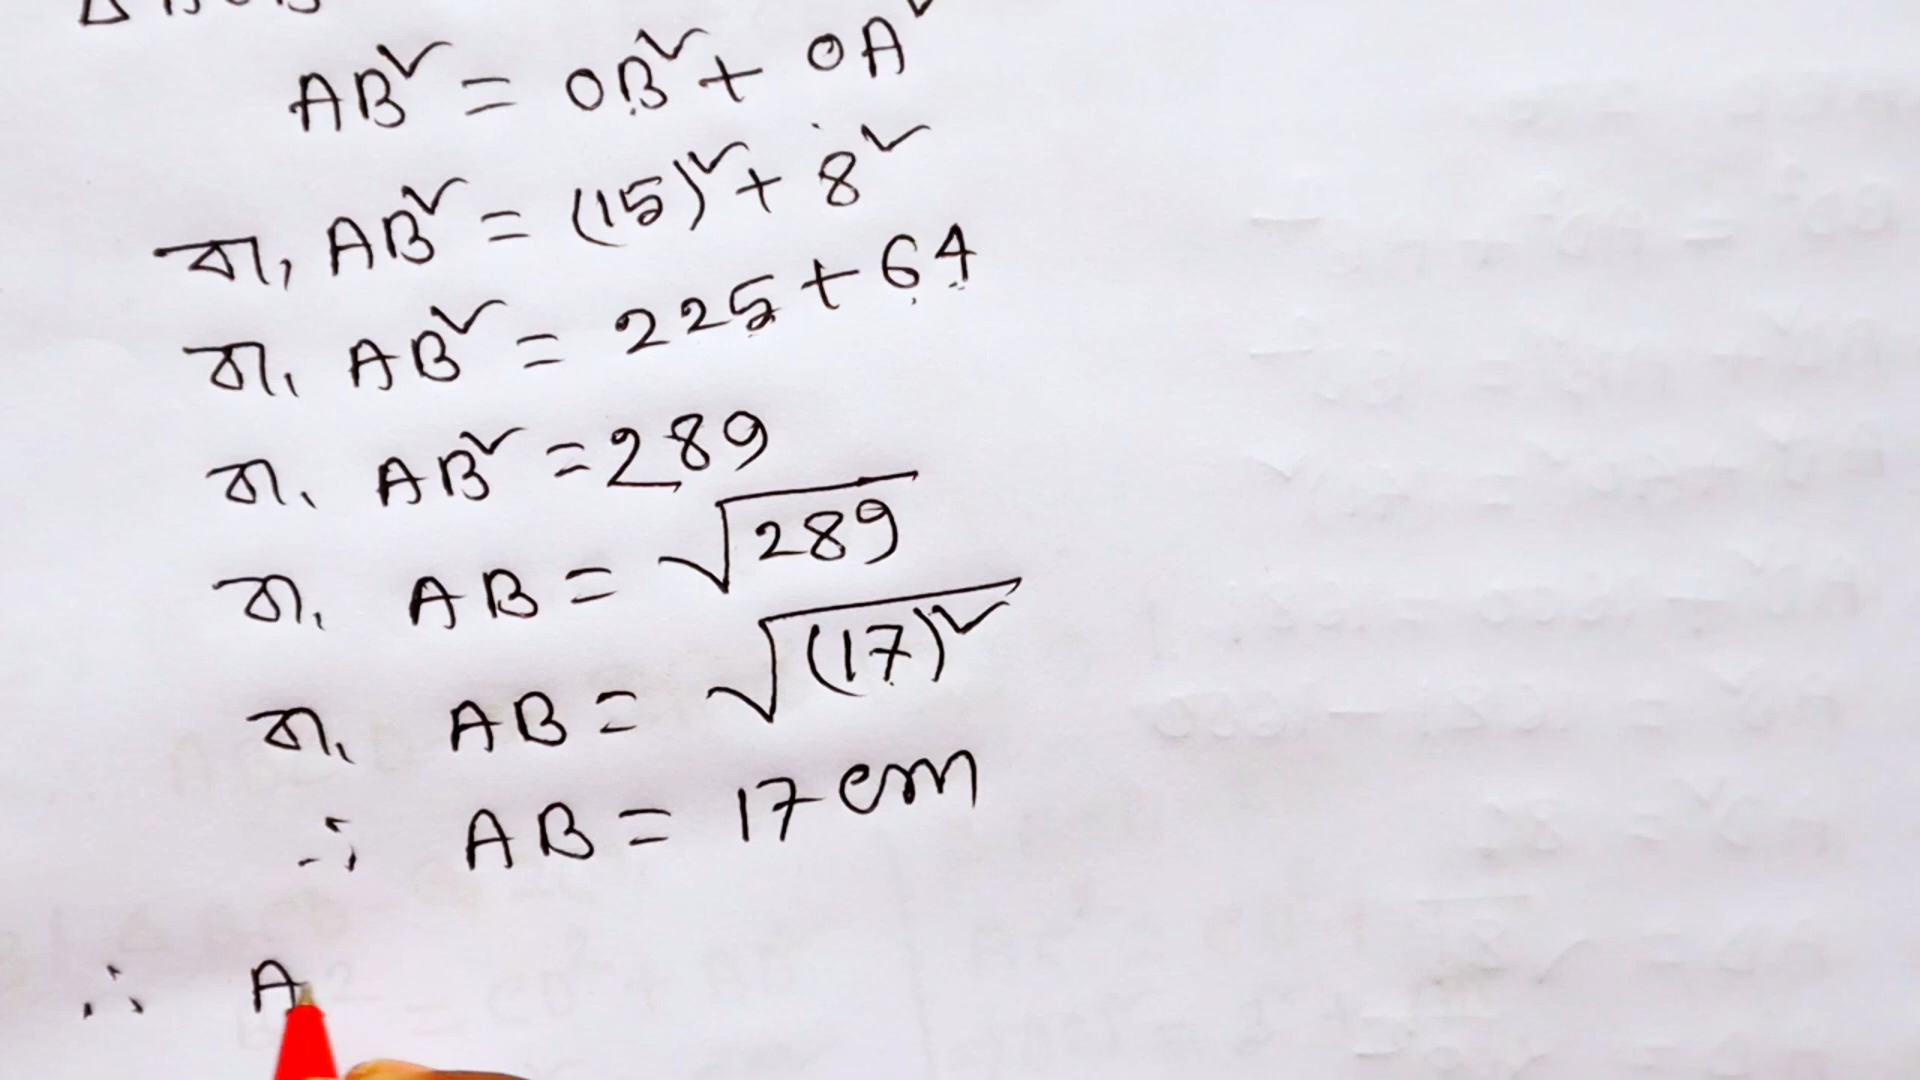 AB² = OB² + OA²
বা, AB² = (15)² + 8²
বা, AB² = 225 + 64
বা, AB² = 289
বা, AB = √289
বা, AB = √(17)²
∴ AB = 17 cm
∴ A